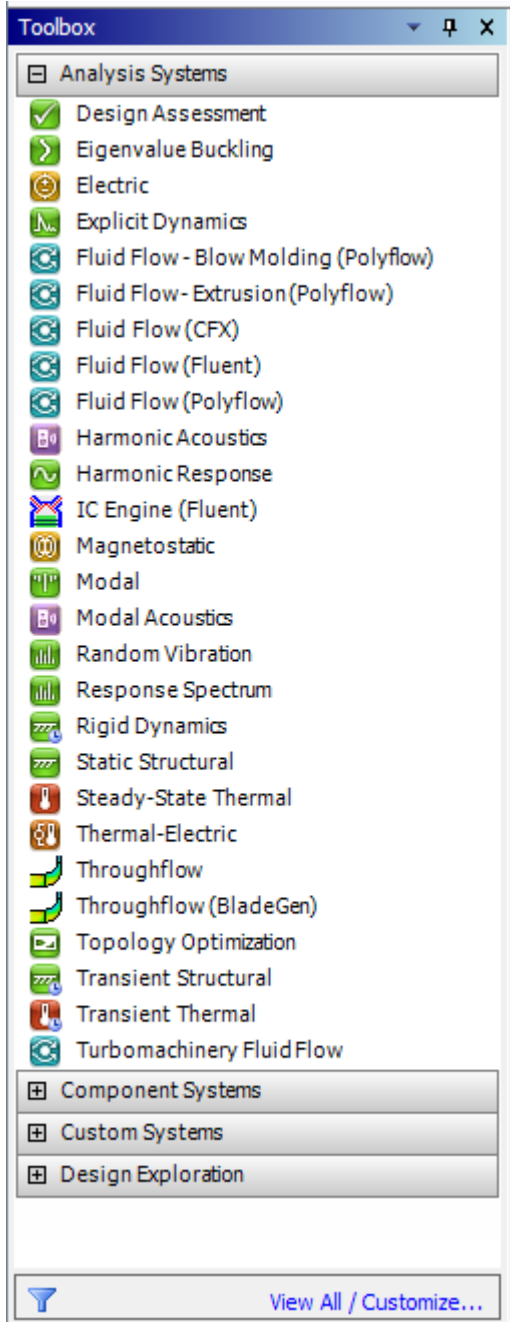 Toolbox
Analysis Systems
Design Assessment
Eigenvalue Buckling
Electric
Explicit Dynamics
Fluid Flow - Blow Molding (Polyflow)
Fluid Flow- Extrusion (Polyflow)
Fluid Flow (CFX)
Fluid Flow (Fluent)
Fluid Flow (Polyflow)
Harmonic Acoustics
Harmonic Response
IC Engine (Fluent)
Magnetostatic
Modal
Modal Acoustics
Random Vibration
Response Spectrum
Rigid Dynamics
Static Structural
Steady-State Thermal
Thermal-Electric
Throughflow
Throughflow (BladeGen)
Topology Optimization
Transient Structural
Transient Thermal
Turbomachinery Fluid Flow
Component Systems
Custom Systems
Design Exploration
View All / Customize...